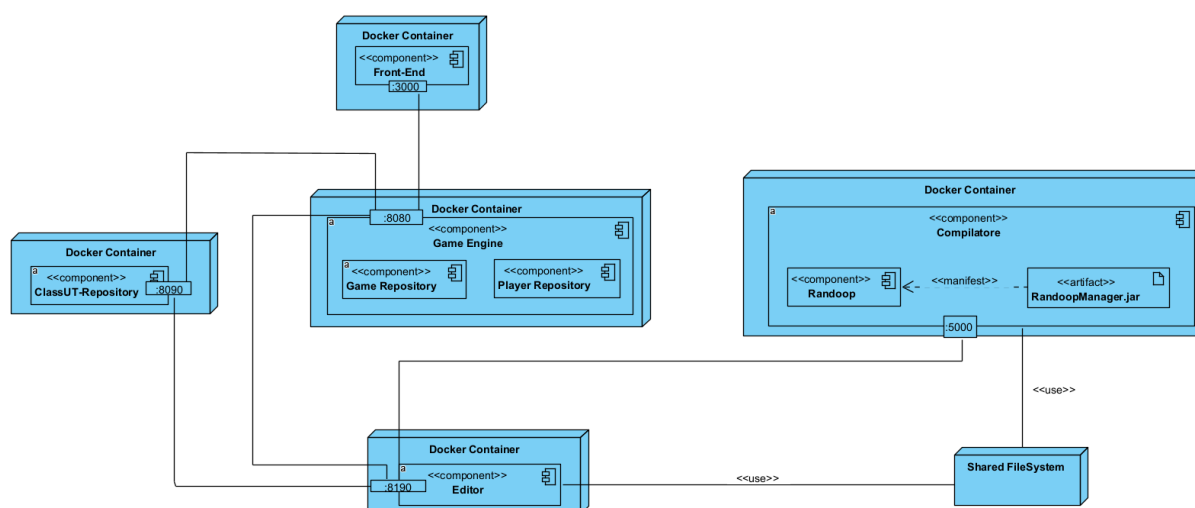 Docker Container
<<component>>
Front-End
:3000
Docker Container
a
:8080
<<component>>
Game Engine
a
<<component>>
Game Repository
<<component>>
Player Repository
Docker Container
a
<<component>>
ClassUT-Repository
:8090
Docker Container
a
<<component>>
Compilatore
<<component>>
Randoop
<<manifest>>
<<artifact>>
RandoopManager.jar
:5000
<<use>>
Docker Container
a
<<component>>
Editor
:8190
<<use>>
Shared FileSystem